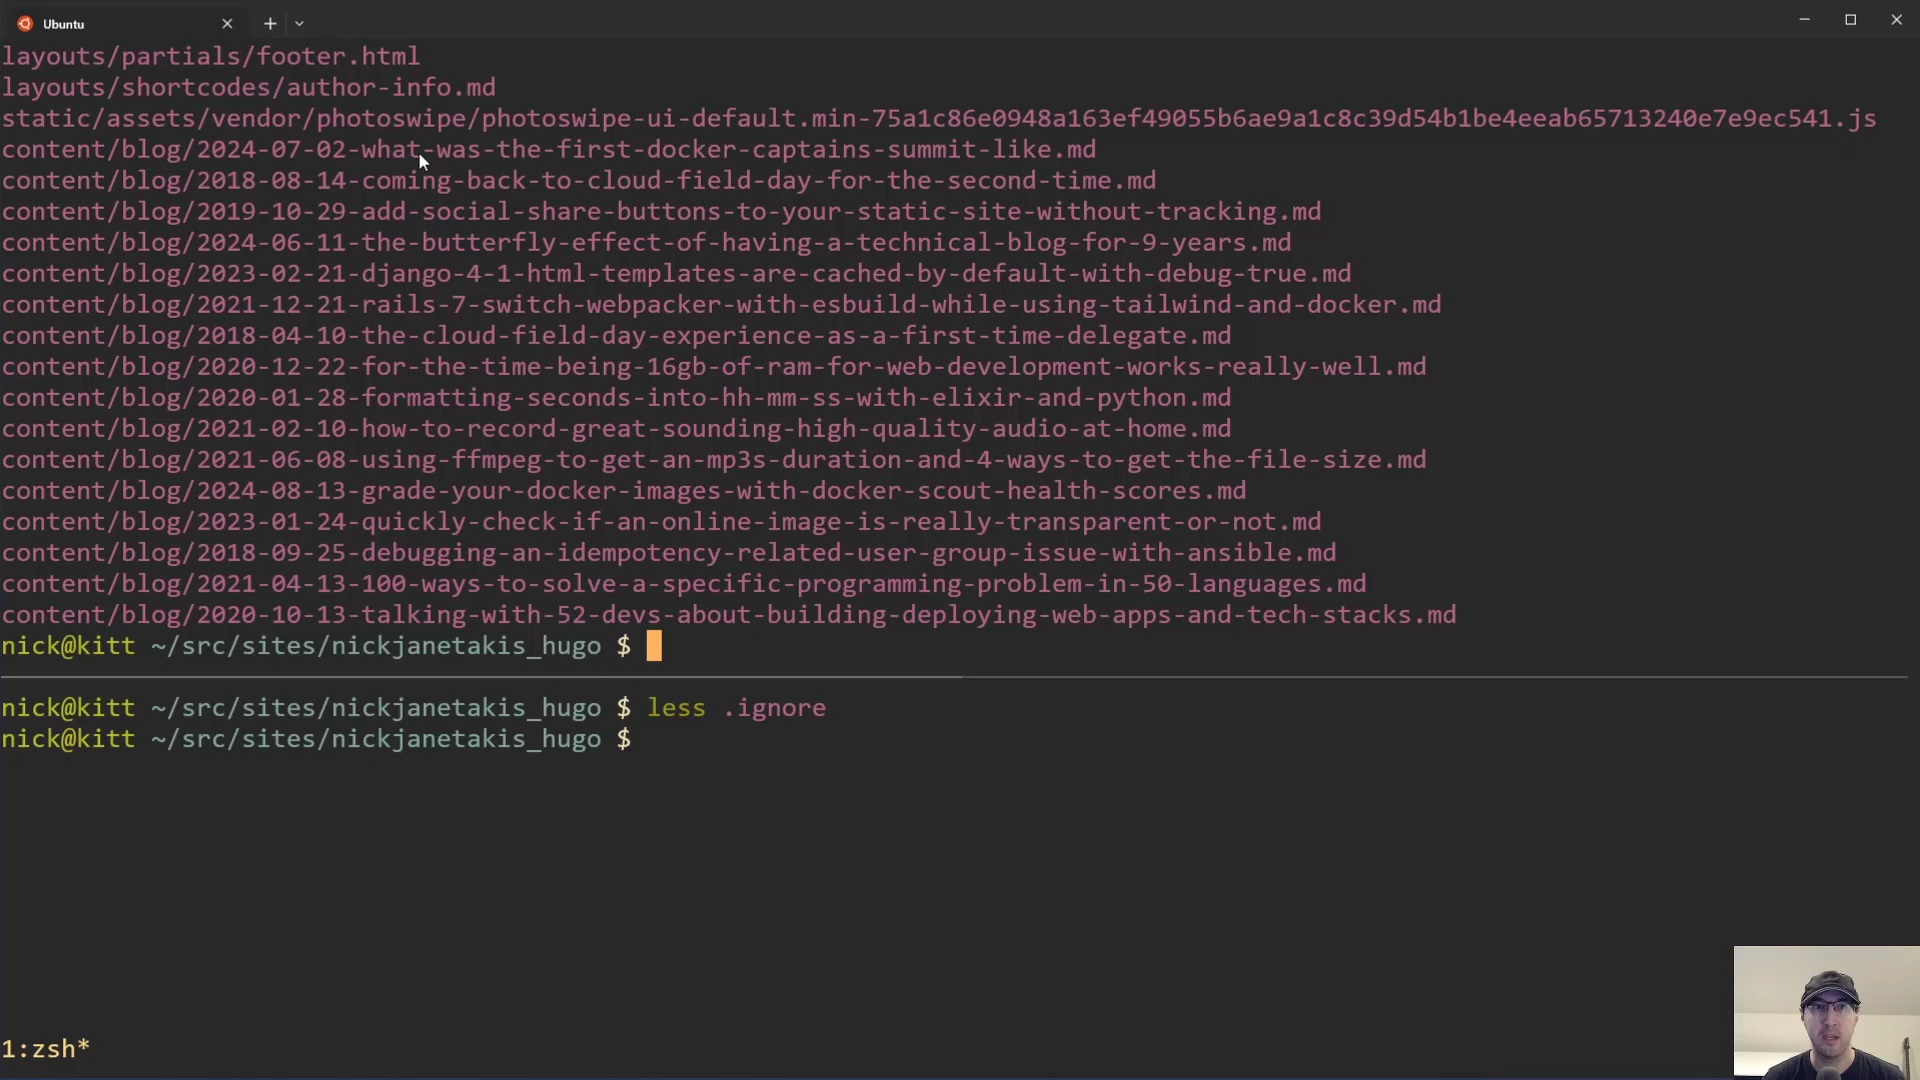 Ubuntu
layouts/partials/footer.html
layouts/shortcodes/author-info.md
static/assets/vendor/photoswipe/photoswipe-ui-default.min-75a1c86e0948a163ef49055b6ae9a1c8c39d54b1be4eeab65713240e7e9ec541.js
content/blog/2024-07-02-what-was-the-first-docker-captains-summit-like.md
content/blog/2018-08-14-coming-back-to-cloud-field-day-for-the-second-time.md
content/blog/2019-10-29-add-social-share-buttons-to-your-static-site-without-tracking.md
content/blog/2024-06-11-the-butterfly-effect-of-having-a-technical-blog-for-9-years.md
content/blog/2023-02-21-django-4-1-html-templates-are-cached-by-default-with-debug-true.md
content/blog/2021-12-21-rails-7-switch-webpacker-with-esbuild-while-using-tailwind-and-docker.md
content/blog/2018-04-10-the-cloud-field-day-experience-as-a-first-time-delegate.md
content/blog/2020-12-22-for-the-time-being-16gb-of-ram-for-web-development-works-really-well.md
content/blog/2020-01-28-formatting-seconds-into-hh-mm-ss-with-elixir-and-python.md
content/blog/2021-02-10-how-to-record-great-sounding-high-quality-audio-at-home.md
content/blog/2021-06-08-using-ffmpeg-to-get-an-mp3s-duration-and-4-ways-to-get-the-file-size.md
content/blog/2024-08-13-grade-your-docker-images-with-docker-scout-health-scores.md
content/blog/2023-01-24-quickly-check-if-an-online-image-is-really-transparent-or-not.md
content/blog/2018-09-25-debugging-an-idempotency-related-user-group-issue-with-ansible.md
content/blog/2021-04-13-100-ways-to-solve-a-specific-programming-problem-in-50-languages.md
content/blog/2020-10-13-talking-with-52-devs-about-building-deploying-web-apps-and-tech-stacks.md
nick@kitt ~/src/sites/nickjanetakis_hugo $
nick@kitt ~/src/sites/nickjanetakis_hugo $ less .ignore
nick@kitt ~/src/sites/nickjanetakis_hugo $
1:zsh*